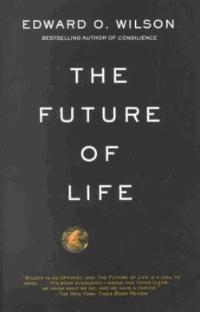 EDWARD O. WILSON
BESTSELLING AUTHOR OF CONSILIENCE
THE
FUTURE
OF
LIFE
"WILSON IS AN OPTIMIST, AND THE FUTURE OF LIFE IS A CALL TO
ARMS. . . . HIS BOOK ELOQUENTLY MAKES ONE THING CLEAR:
WE KNOW WHAT WE DO, AND WE HAVE A CHOICE."
—THE NEW YORK TIMES BOOK REVIEW